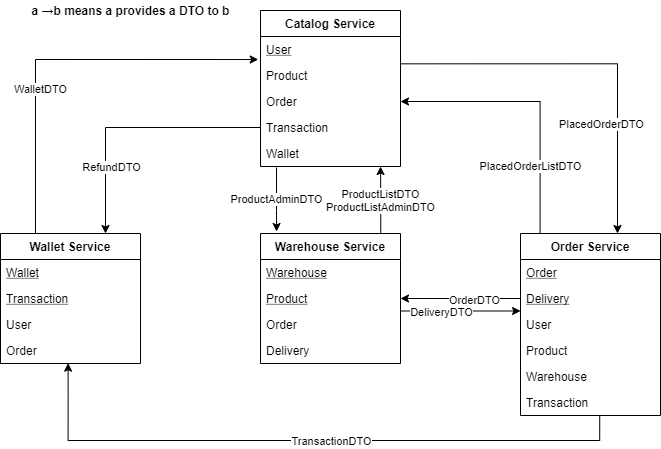 a →b means a provides a DTO to b
Catalog Service
User
Product
Order
Transaction
Wallet
WalletDTO
PlacedOrderDTO
RefundDTO
PlacedOrderListDTO
ProductAdminDTO
ProductListDTO
ProductListAdminDTO
Wallet Service
Wallet
Transaction
User
Order
Warehouse Service
Warehouse
Product
Order
Delivery
Order Service
Order
Delivery
User
Product
Warehouse
Transaction
OrderDTO
DeliveryDTO
TransactionDTO